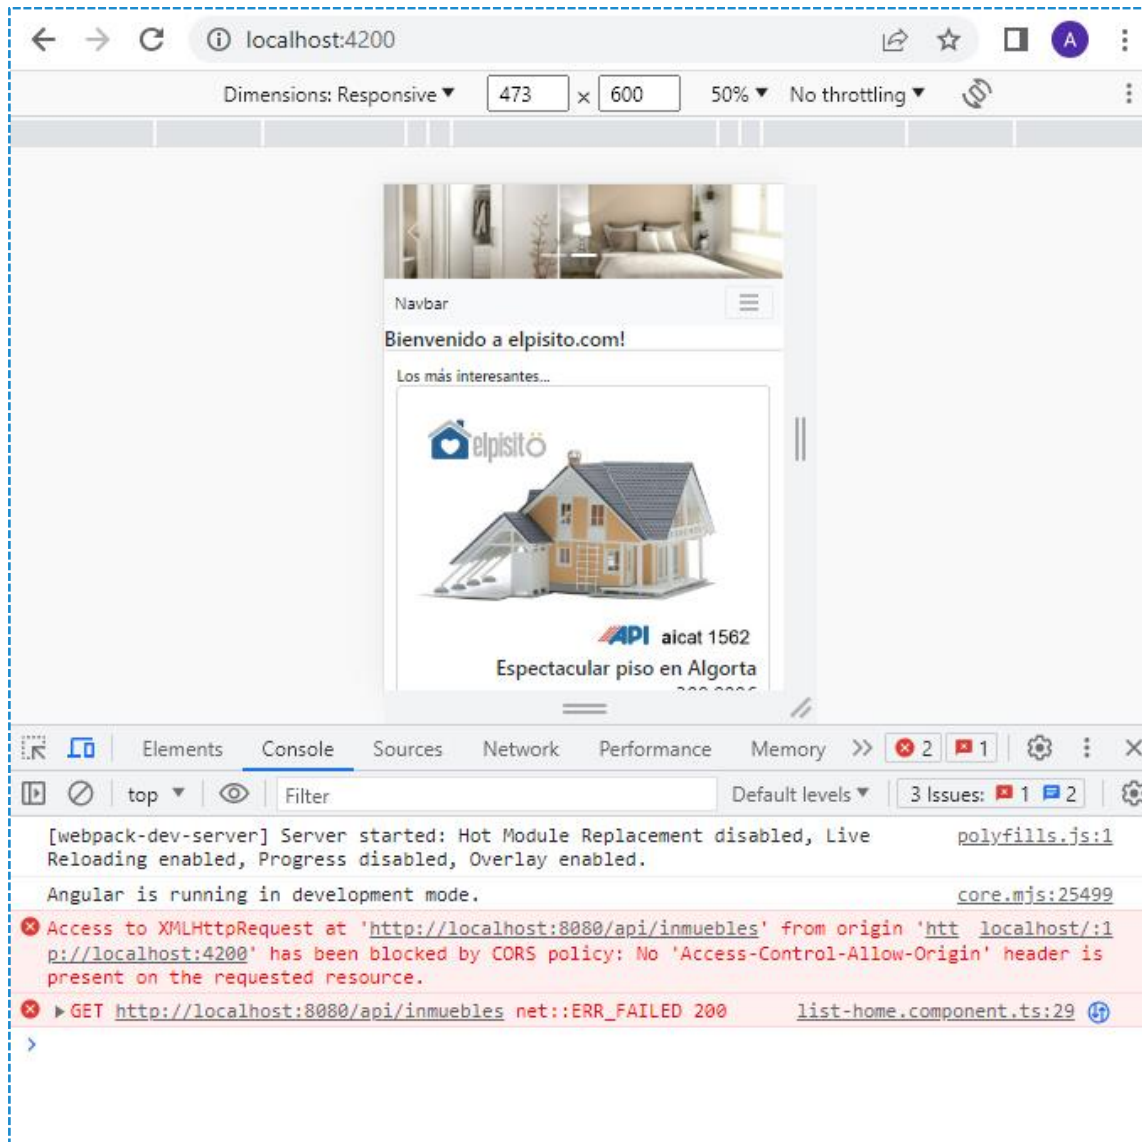 localhost:4200
A
Dimensions: Responsive ▼ 473 × 600 50% ▼ No throttling ▼
Navbar
Bienvenido a elpisito.com!
Los más interesantes...
elpisitö
API aicat 1562
Espectacular piso en Algorta
Elements Console Sources Network Performance Memory >> 2 1
top ▼ Filter Default levels ▼ 3 Issues: 1 2
[webpack-dev-server] Server started: Hot Module Replacement disabled, Live polyfills.js:1
Reloading enabled, Progress disabled, Overlay enabled.
Angular is running in development mode. core.mjs:25499
Access to XMLHttpRequest at 'http://localhost:8080/api/inmuebles' from origin 'htt localhost/:1
p://localhost:4200' has been blocked by CORS policy: No 'Access-Control-Allow-Origin' header is
present on the requested resource.
▶GET http://localhost:8080/api/inmuebles net::ERR_FAILED 200 list-home.component.ts:29
>